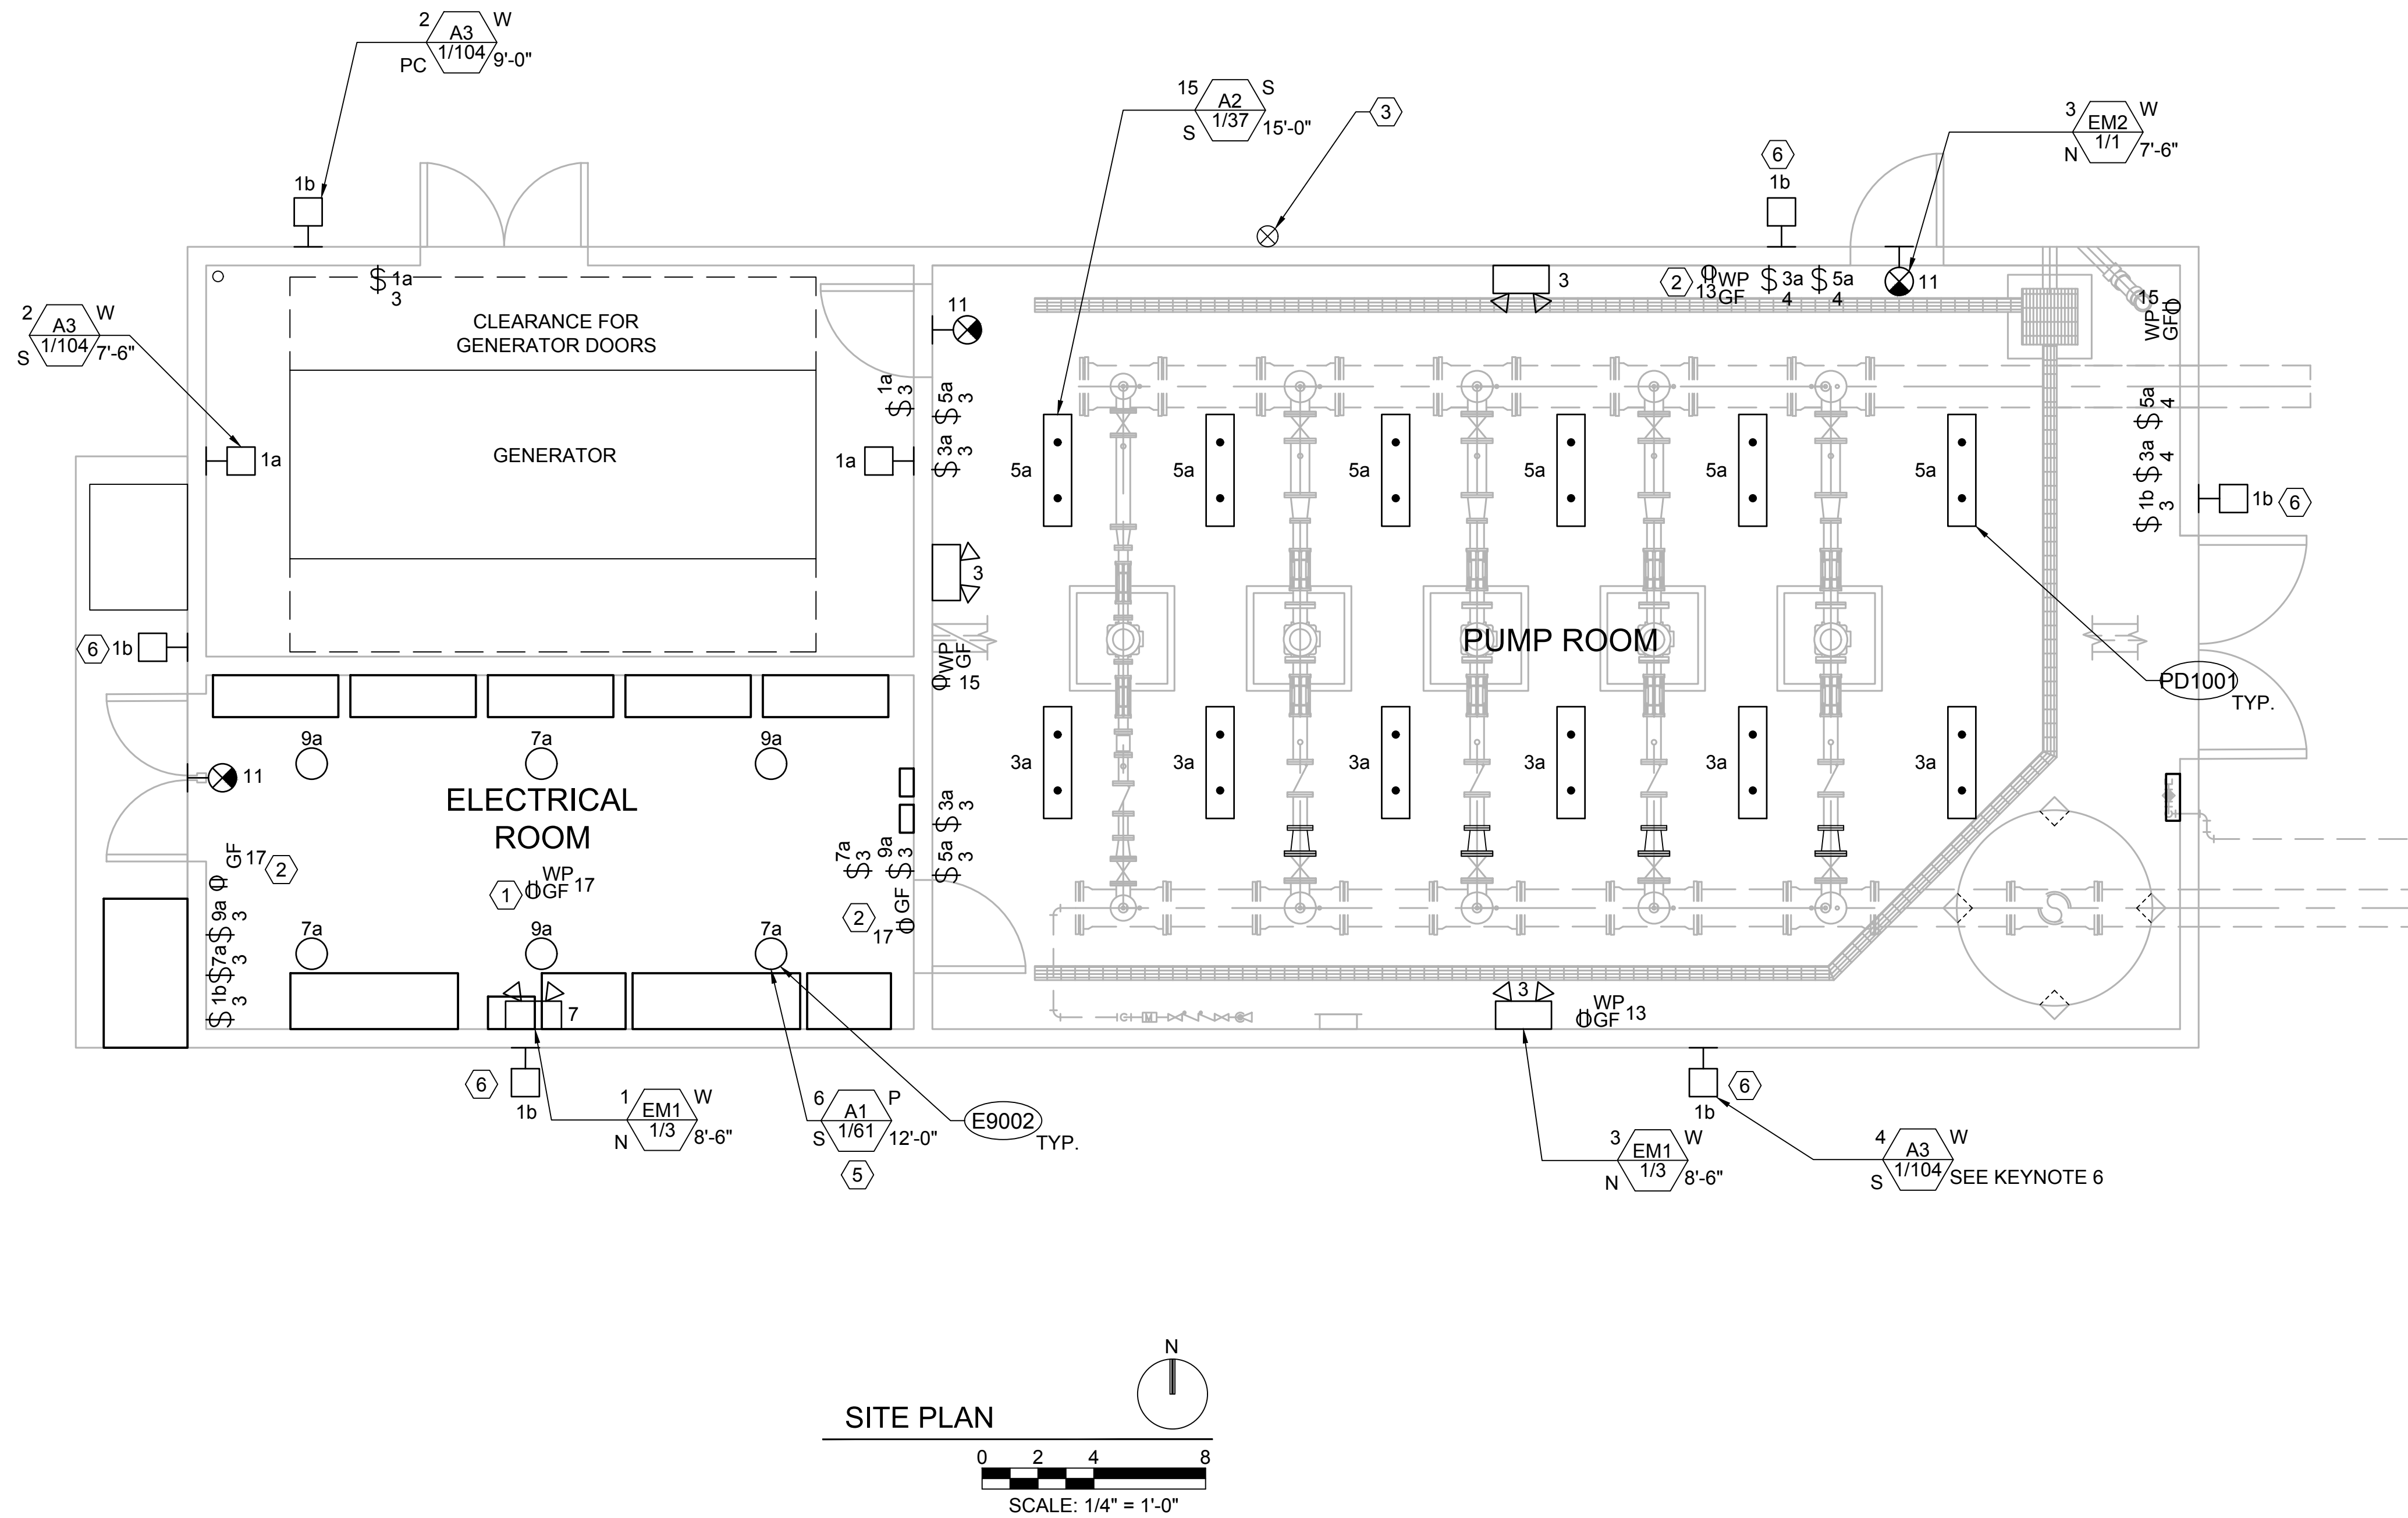 2
W
A3
1/104
PC
9'-0"
15
S
A2
1/37
S
15'-0"
3
3
W
EM2
1/1
N
7'-6"
6
1b
1b
1a
3
CLEARANCE FOR
GENERATOR DOORS
11
3
2
13
WP
GF
3a
4
5a
4
11
15
WP
GF
2
W
A3
1/104
S
7'-6"
1a
GENERATOR
1a
3
1a
5a
3
3a
3
5a
5a
5a
5a
5a
5a
5a
4
3a
4
1b
3
1b
6
3
6
1b
WP
GF
15
PUMP ROOM
PD1001
TYP.
9a
7a
9a
11
ELECTRICAL
ROOM
3a
3a
3a
3a
3a
3a
3a
3
5a
3
7a
3
9a
3
GF
17
2
1
WP
GF
17
2
GF
17
9a
3
7a
3
1b
3
7a
9a
7a
7
3
WP
GF
13
M
6
1b
1
W
EM1
1/3
N
8'-6"
6
P
A1
1/61
S
12'-0"
5
E9002
TYP.
3
W
EM1
1/3
N
8'-6"
6
1b
4
W
A3
1/104
S
SEE KEYNOTE 6
N
SITE PLAN
0 2 4 8
SCALE: 1/4" = 1'-0"